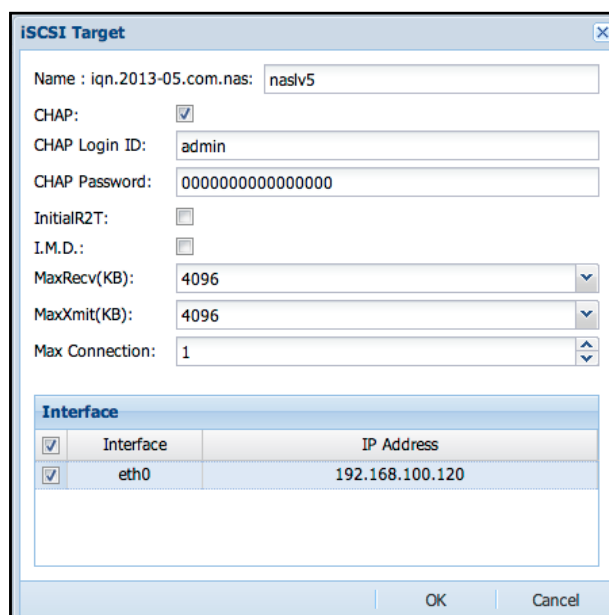 iSCSI Target
Name : iqn.2013-05.com.nas: naslv5
CHAP:
CHAP Login ID: admin
CHAP Password: 0000000000000000
InitialR2T:
I.M.D.:
MaxRecv(KB): 4096
MaxXmit(KB): 4096
Max Connection: 1
Interface
Interface IP Address
eth0 192.168.100.120
OK Cancel